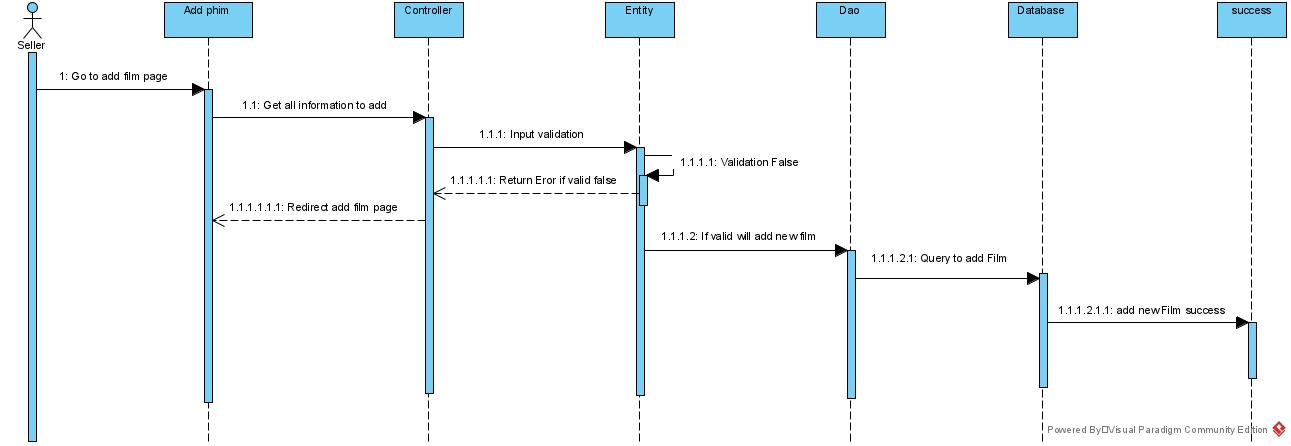 Add phim
Controller
Entity
Dao
Database
success
Seller
1: Go to add film page
1.1: Get all information to add
1.1.1: Input validation
1.1.1.1: Validation False
1.1.1.1.1: Return Eror if valid false
1.1.1.1.1.1: Redirect add film page
1.1.1.2: If valid will add new film
1.1.1.2.1: Query to add Film
1.1.1.2.1.1: add new Film success
Powered By□Visual Paradigm Community Edition